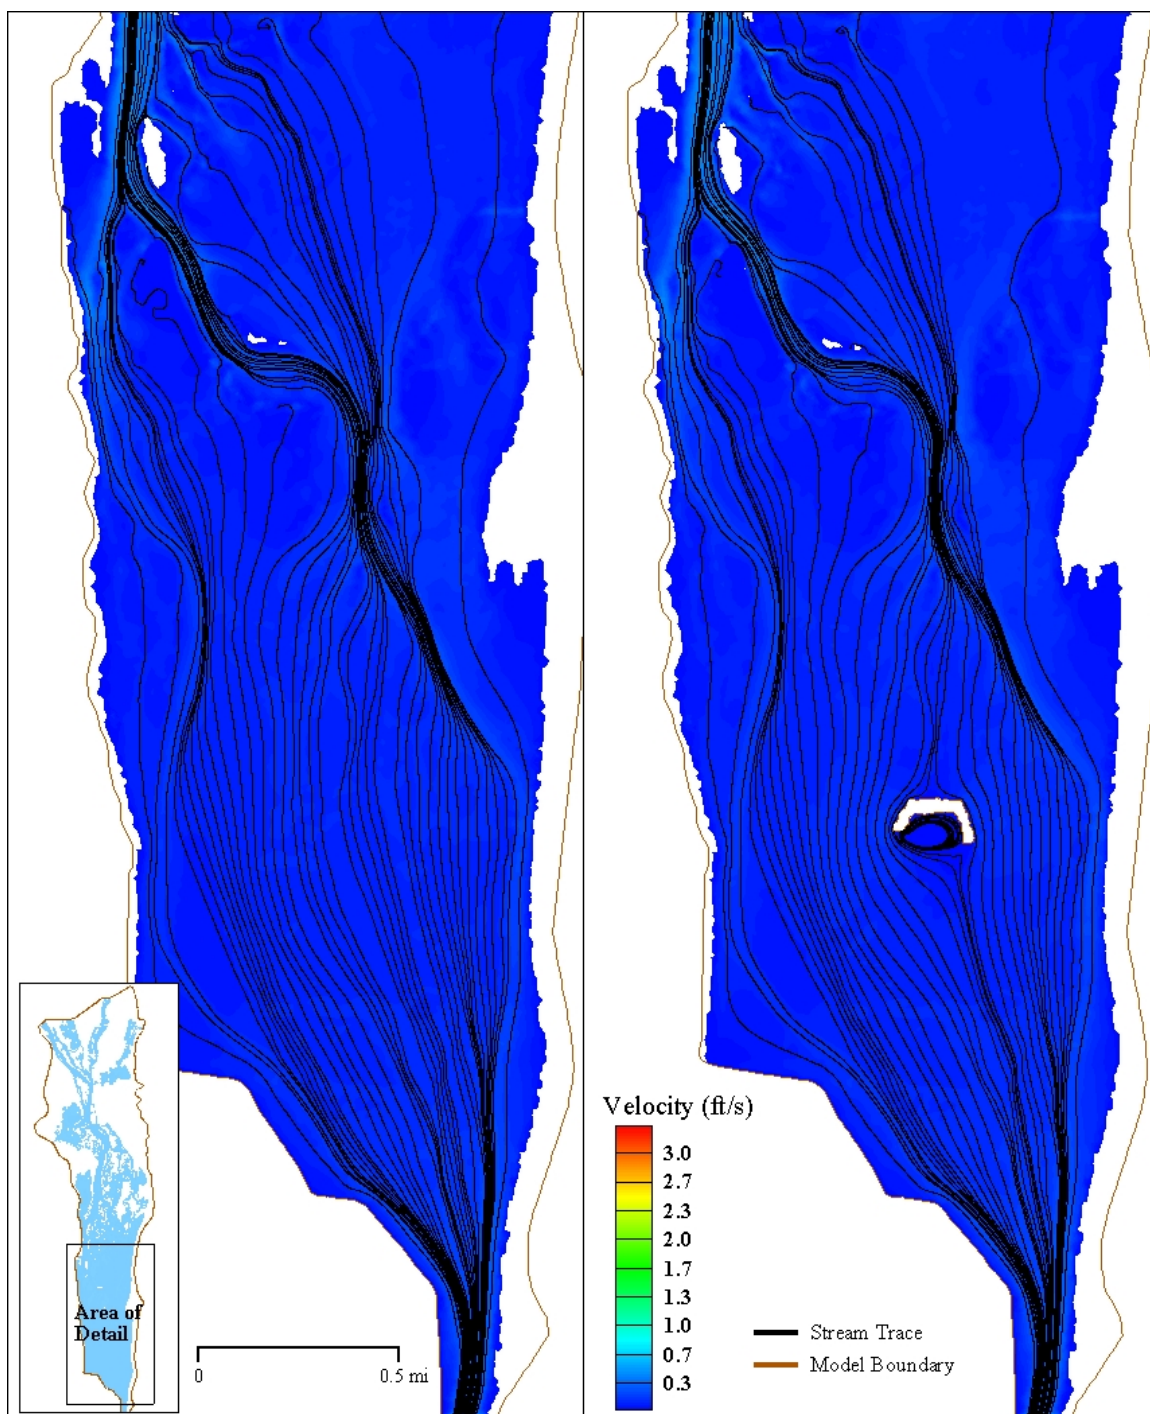 Area of
Detail
0
0.5 mi
Velocity (ft/s)
3.0
2.7
2.3
2.0
1.7
1.3
1.0
0.7
0.3
Stream Trace
Model Boundary